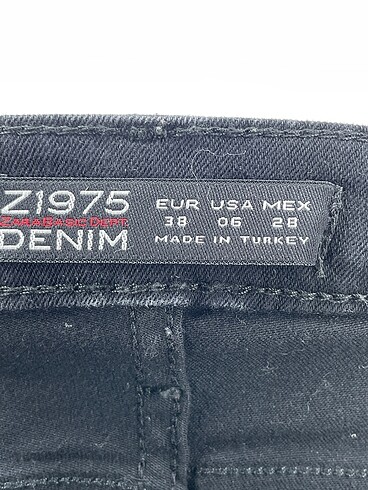 Z1975
ZARA BASIC DEPT.
DENIM
EUR USA MEX
38 06 28
MADE IN TURKEY